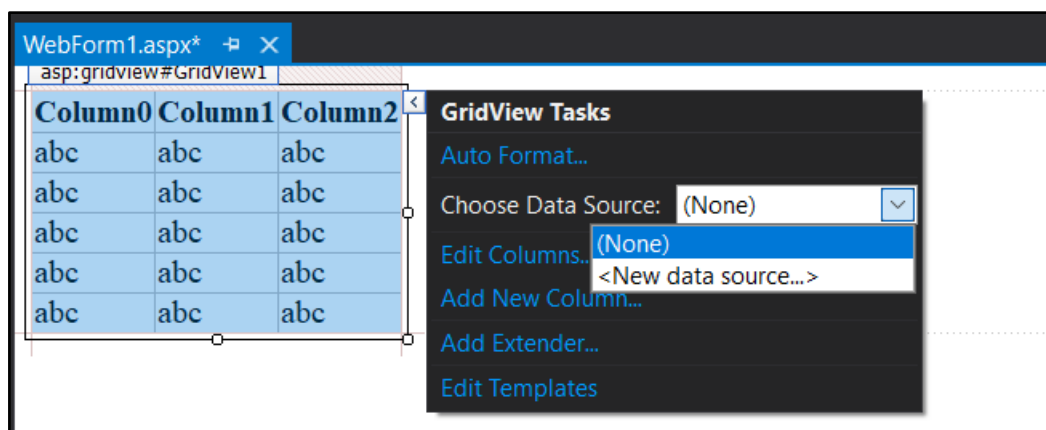 WebForm1.aspx*
asp:gridview#GridView1
Column0 Column1 Column2
abc abc abc
abc abc abc
abc abc abc
abc abc abc
abc abc abc
GridView Tasks
Auto Format...
Choose Data Source: (None)
(None)
<New data source...>
Edit Columns...
Add New Column...
Add Extender...
Edit Templates